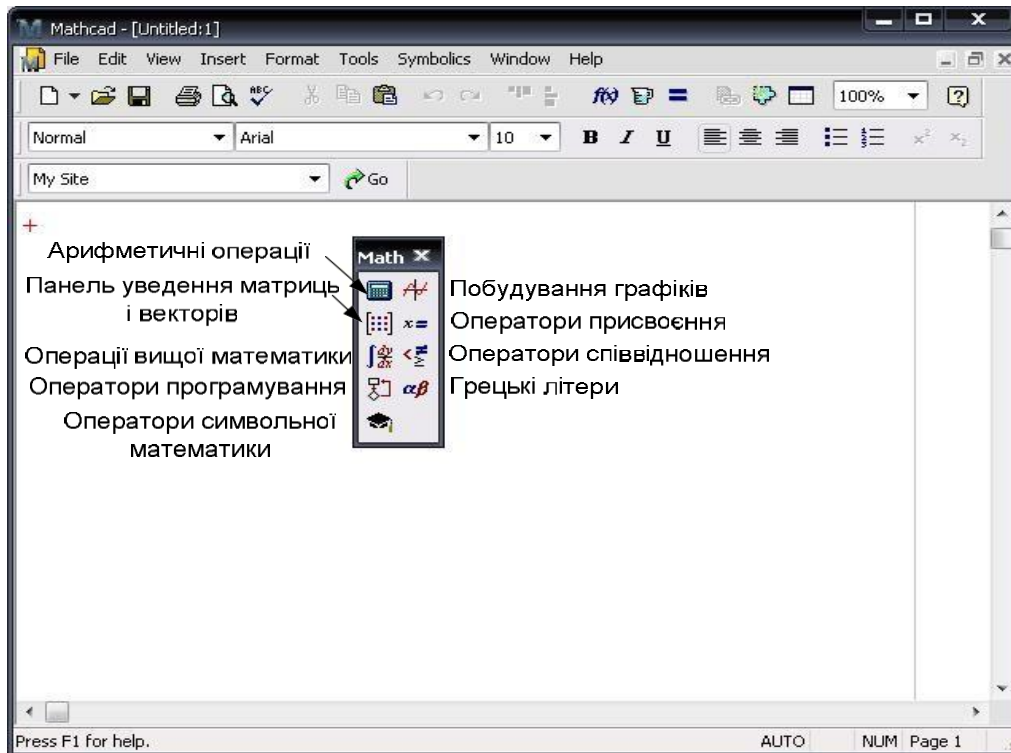 Mathcad - [Untitled:1]
File Edit View Insert Format Tools Symbolics Window Help
100%
Normal Arial 10 B I U
My Site Go
Арифметичні операції
Math
Панель уведення матриць
і векторів
Побудування графіків
Оператори присвоєння
Операції вищої математики
Оператори співвідношення
Оператори програмування
Грецькі літери
Оператори символьної
математики
Press F1 for help. AUTO NUM Page 1